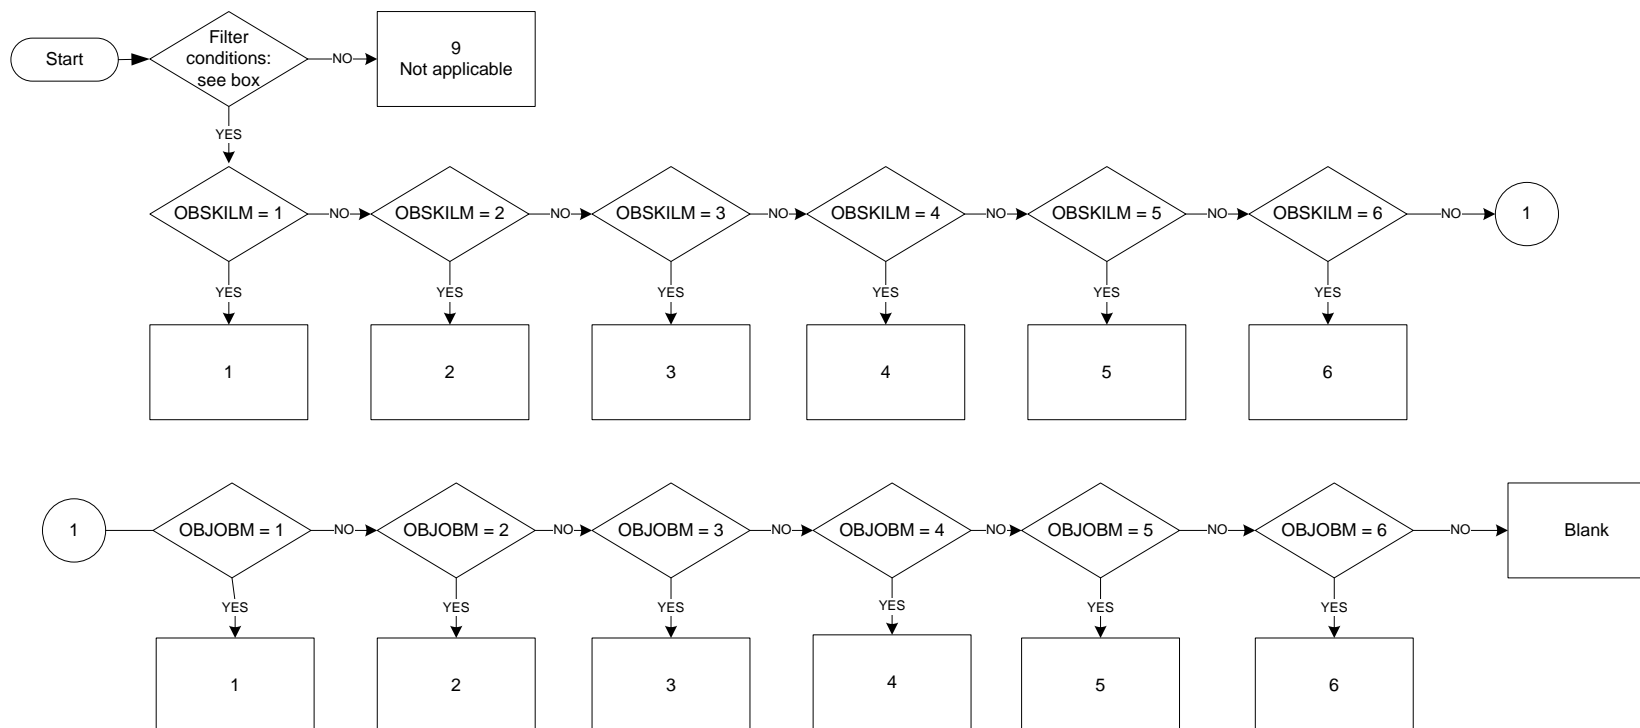 Start
Filter
conditions:
see box
NO
9
Not applicable
YES
OBSKILM = 1
NO
OBSKILM = 2
NO
OBSKILM = 3
NO
OBSKILM = 4
NO
OBSKILM = 5
NO
OBSKILM = 6
NO
1
YES
YES
YES
YES
YES
YES
1
2
3
4
5
6
1
OBJOBM = 1
NO
OBJOBM = 2
NO
OBJOBM = 3
NO
OBJOBM = 4
NO
OBJOBM = 5
NO
OBJOBM = 6
NO
Blank
YES
YES
YES
YES
YES
YES
1
2
3
4
5
6